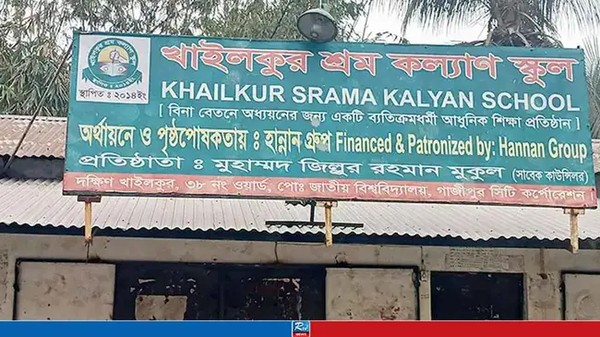 খাইলকুর শ্রম কল্যাণ স্কুল
KHAILKUR SRAMA KALYAN SCHOOL
স্থাপিত : ২০১৪ইং
[ বিনা বেতনে অধ্যয়নের জন্য একটি ব্যতিক্রমধর্মী আধুনিক শিক্ষা প্রতিষ্ঠান ]
অর্থায়নে ও পৃষ্ঠপোষকতায় : হান্নান গ্রুপ Financed & Patronized by: Hannan Group
প্রতিষ্ঠাতা : মুহাম্মদ জিল্লুর রহমান মুকুল (সাবেক কাউন্সিলর)
দক্ষিণ খাইলকুর, ৩৮ নং ওয়ার্ড, পোঃ জাতীয় বিশ্ববিদ্যালয়, গাজীপুর সিটি কর্পোরেশন